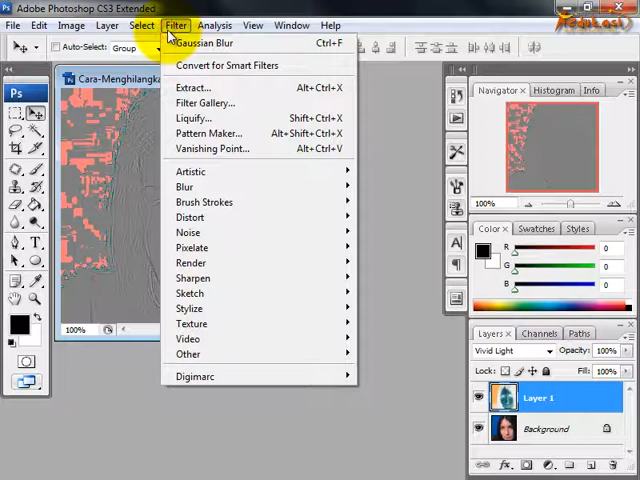 Adobe Photoshop CS3 Extended
File Edit Image Layer Select Filter Analysis View Window Help
Auto-Select: Group
Gaussian Blur Ctrl+F
Convert for Smart Filters
Extract... Alt+Ctrl+X
Filter Gallery...
Liquify... Shift+Ctrl+X
Pattern Maker... Alt+Shift+Ctrl+X
Vanishing Point... Alt+Ctrl+V
Artistic
Blur
Brush Strokes
Distort
Noise
Pixelate
Render
Sharpen
Sketch
Stylize
Texture
Video
Other
Digimarc
Ps
Cara-Menghilangka
100%
Navigator Histogram Info
100%
Color Swatches Styles
R 0
G 0
B 0
Layers Channels Paths
Vivid Light Opacity: 100%
Lock: Fill: 100%
Layer 1
Background